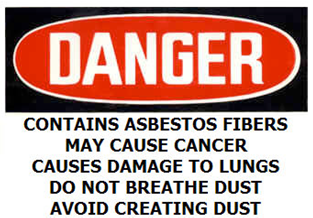 DANGER
CONTAINS ASBESTOS FIBERS
MAY CAUSE CANCER
CAUSES DAMAGE TO LUNGS
DO NOT BREATHE DUST
AVOID CREATING DUST